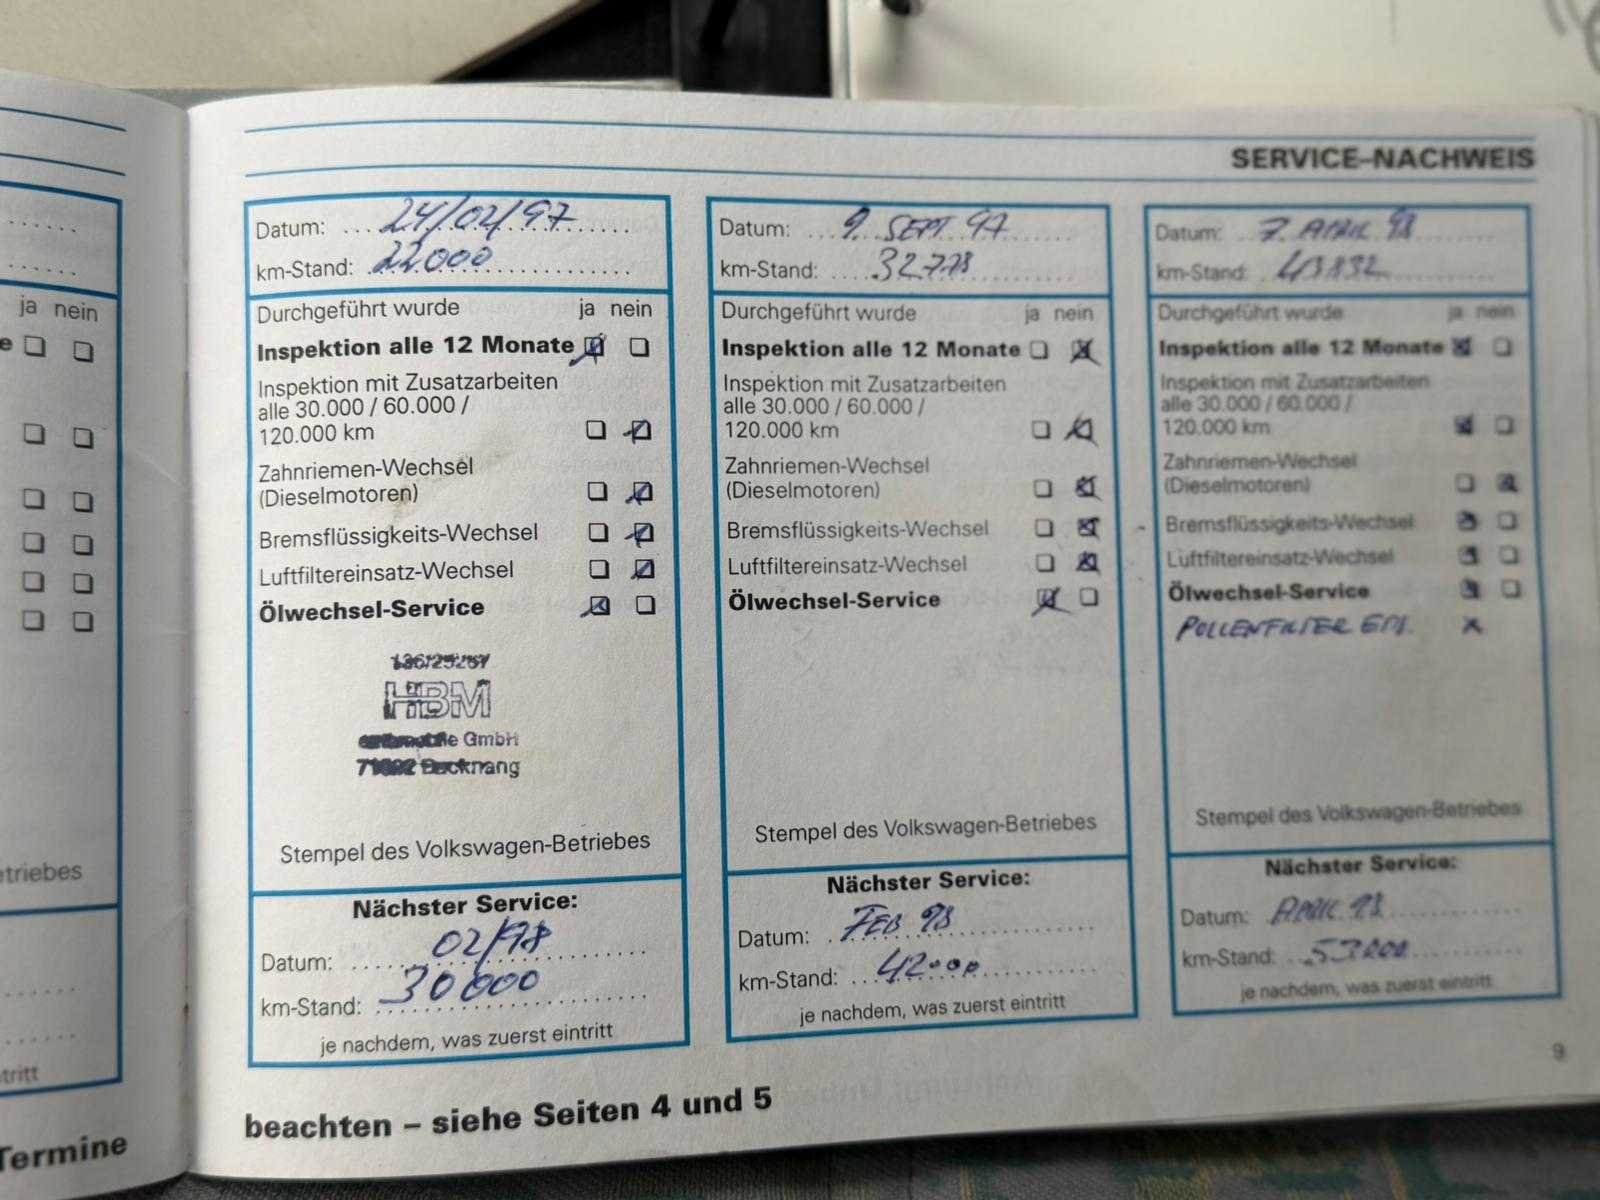 SERVICE–NACHWEIS
ja nein
e
etriebes
tritt
Termine
Datum: 24/02/97
km-Stand: 22000
Durchgeführt wurde ja nein
Inspektion alle 12 Monate
Inspektion mit Zusatzarbeiten
alle 30.000 / 60.000 /
120.000 km
Zahnriemen-Wechsel
(Dieselmotoren)
Bremsflüssigkeits-Wechsel
Luftfiltereinsatz-Wechsel
Ölwechsel-Service
HBM
GmbH
Backnang
Stempel des Volkswagen-Betriebes
Nächster Service:
Datum: 02/98
km-Stand: 30000
je nachdem, was zuerst eintritt
Datum: 9. SEPT 97
km-Stand: 32778
Durchgeführt wurde ja nein
Inspektion alle 12 Monate
Inspektion mit Zusatzarbeiten
alle 30.000 / 60.000 /
120.000 km
Zahnriemen-Wechsel
(Dieselmotoren)
Bremsflüssigkeits-Wechsel
Luftfiltereinsatz-Wechsel
Ölwechsel-Service
Stempel des Volkswagen-Betriebes
Nächster Service:
Datum: FEB 98
km-Stand: 42000
je nachdem, was zuerst eintritt
Datum: 7. APRIL 98
km-Stand: 43832
Durchgeführt wurde ja nein
Inspektion alle 12 Monate
Inspektion mit Zusatzarbeiten
alle 30.000 / 60.000 /
120.000 km
Zahnriemen-Wechsel
(Dieselmotoren)
Bremsflüssigkeits-Wechsel
Luftfiltereinsatz-Wechsel
Ölwechsel-Service
POLLENFILTER x
Stempel des Volkswagen-Betriebes
Nächster Service:
Datum: APRIL
km-Stand:
je nachdem, was zuerst eintritt
9
beachten – siehe Seiten 4 und 5